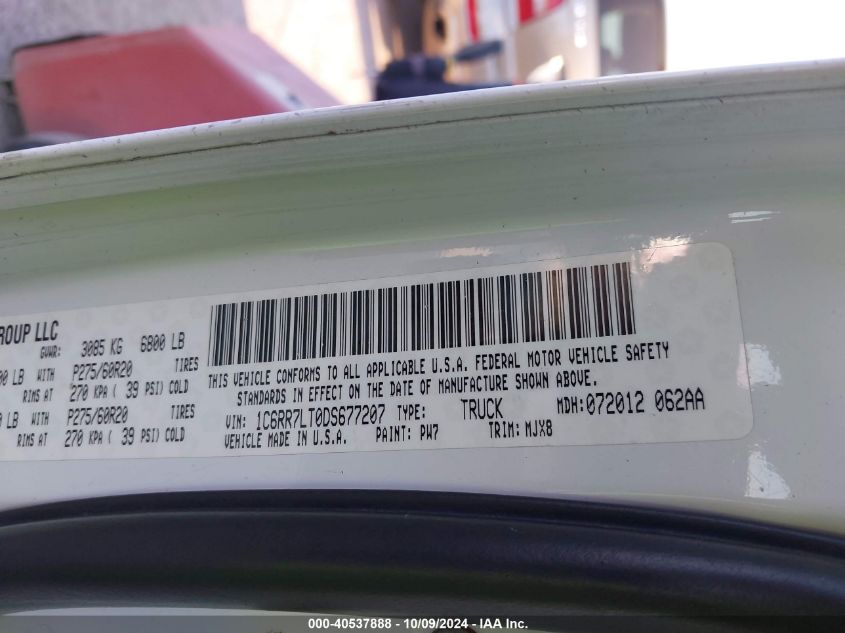 ROUP LLC
GVWR: 3085 KG 6800 LB
00 LB WITH P275/60R20 TIRES
RIMS AT 270 KPA ( 39 PSI) COLD
0 LB WITH P275/60R20 TIRES
RIMS AT 270 KPA ( 39 PSI) COLD
THIS VEHICLE CONFORMS TO ALL APPLICABLE U.S.A. FEDERAL MOTOR VEHICLE SAFETY
STANDARDS IN EFFECT ON THE DATE OF MANUFACTURE SHOWN ABOVE.
VIN: 1C6RR7LT0DS677207 TYPE: TRUCK MDH: 072012 062AA
VEHICLE MADE IN U.S.A. PAINT: PW7 TRIM: MJX8
000-40537888 - 10/09/2024 - IAA Inc.